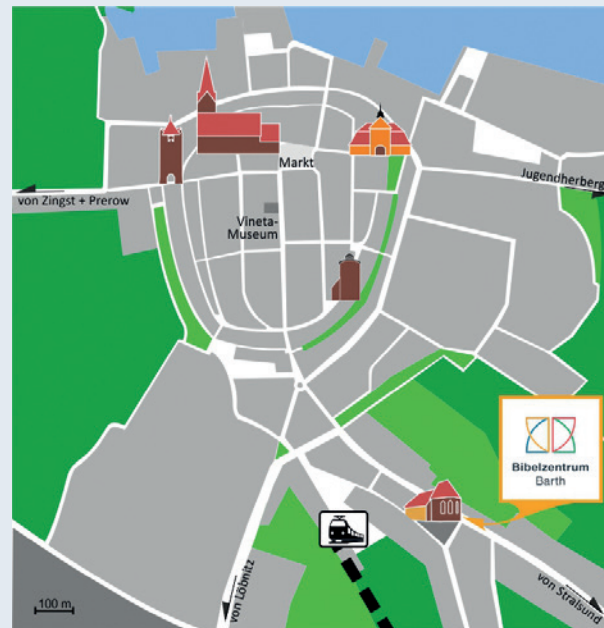 Markt
Jugendherberg
von Zingst + Prerow
Vineta-
Museum
Bibelzentrum
Barth
von Löbnitz
von Stralsund
100 m